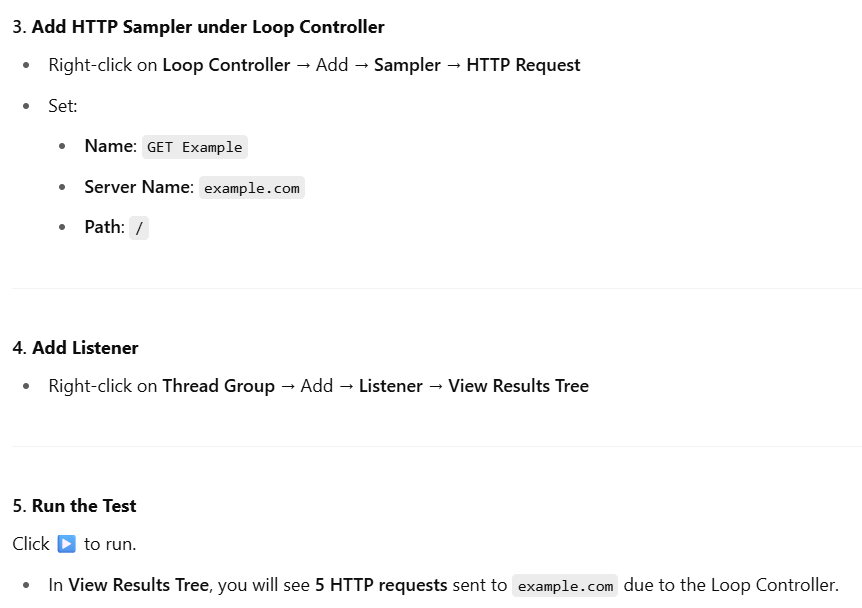 3. Add HTTP Sampler under Loop Controller
Right-click on Loop Controller → Add → Sampler → HTTP Request
Set:
Name: GET Example
Server Name: example.com
Path: /
4. Add Listener
Right-click on Thread Group → Add → Listener → View Results Tree
5. Run the Test
Click ▶️ to run.
In View Results Tree, you will see 5 HTTP requests sent to example.com due to the Loop Controller.